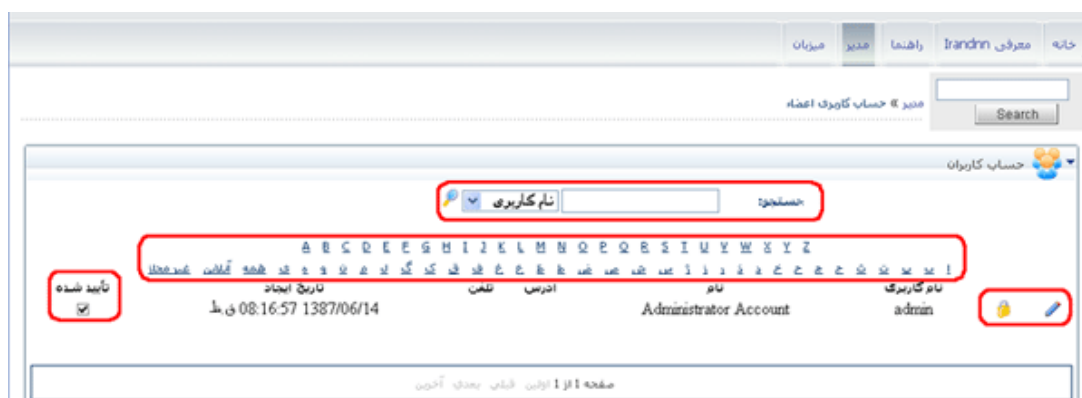 خانه معرفی Irandnn راهنما مدیر میزبان
Search
مدیر » حساب کاربری اعضاء
حساب کاربران
جستجو: نام کاربری
A B C D E F G H I J K L M N O P Q R S T U V W X Y Z
ا ب پ ت ث ج چ ح خ د ذ ر ز ژ س ش ص ض ط ظ ع غ ف ق ک گ ل م ن و ه ی همه آنلاین غیرفعال
نام کاربری نام آدرس تلفن تاریخ ایجاد تأیید شده
admin Administrator Account 1387/06/14 08:16:57 ق.ظ
صفحه 1 از 1 اولین قبلی بعدی آخرین